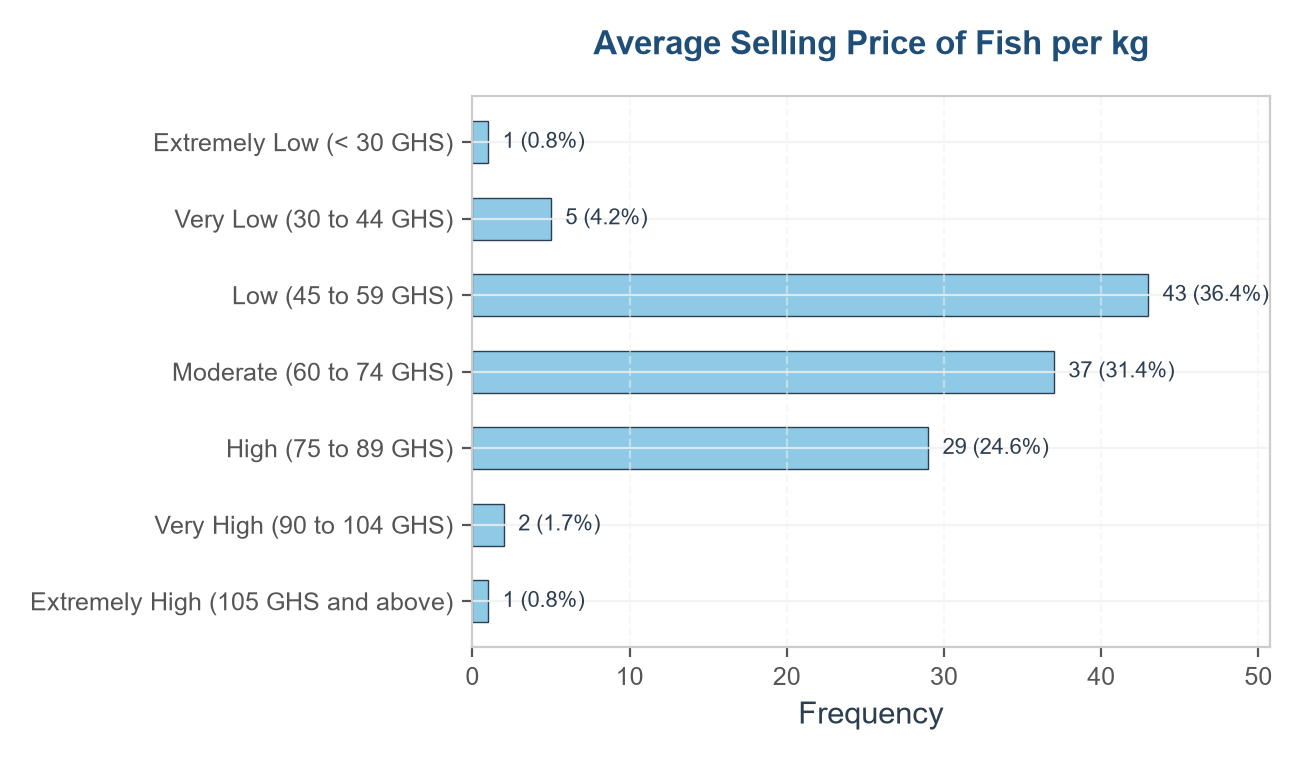 Average Selling Price of Fish per kg
Extremely Low (< 30 GHS) 1 (0.8%)
Very Low (30 to 44 GHS) 5 (4.2%)
Low (45 to 59 GHS) 43 (36.4%)
Moderate (60 to 74 GHS) 37 (31.4%)
High (75 to 89 GHS) 29 (24.6%)
Very High (90 to 104 GHS) 2 (1.7%)
Extremely High (105 GHS and above) 1 (0.8%)
0 10 20 30 40 50
Frequency